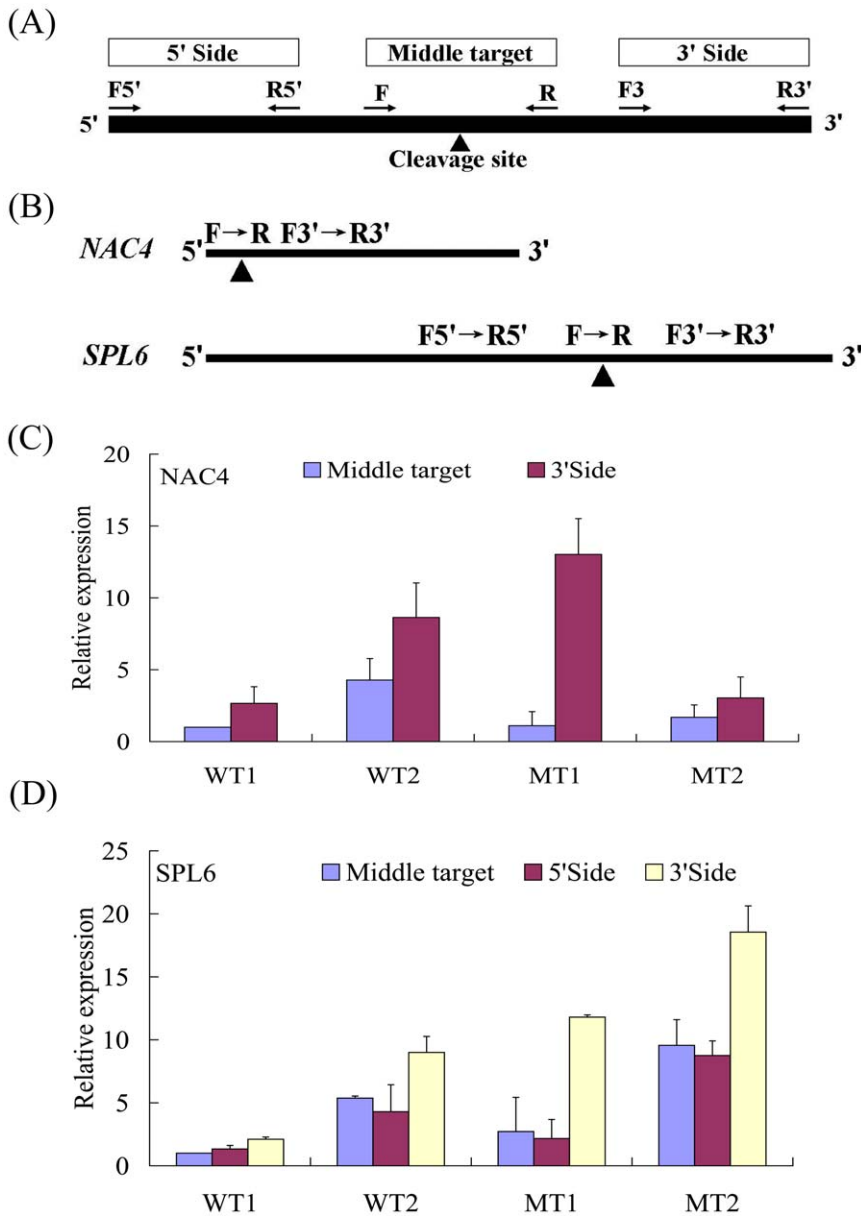 (A)
5' Side Middle target 3' Side
F5' R5' F R F3 R3'
5' 3'
Cleavage site
(B)
F→R F3'→R3'
NAC4 5' 3'
F5'→R5' F→R F3'→R3'
SPL6 5' 3'
(C)
20
NAC4 Middle target 3'Side
15
10
5
0
Relative expression
WT1 WT2 MT1 MT2
(D)
25
SPL6 Middle target 5'Side 3'Side
20
15
10
5
0
Relative expression
WT1 WT2 MT1 MT2